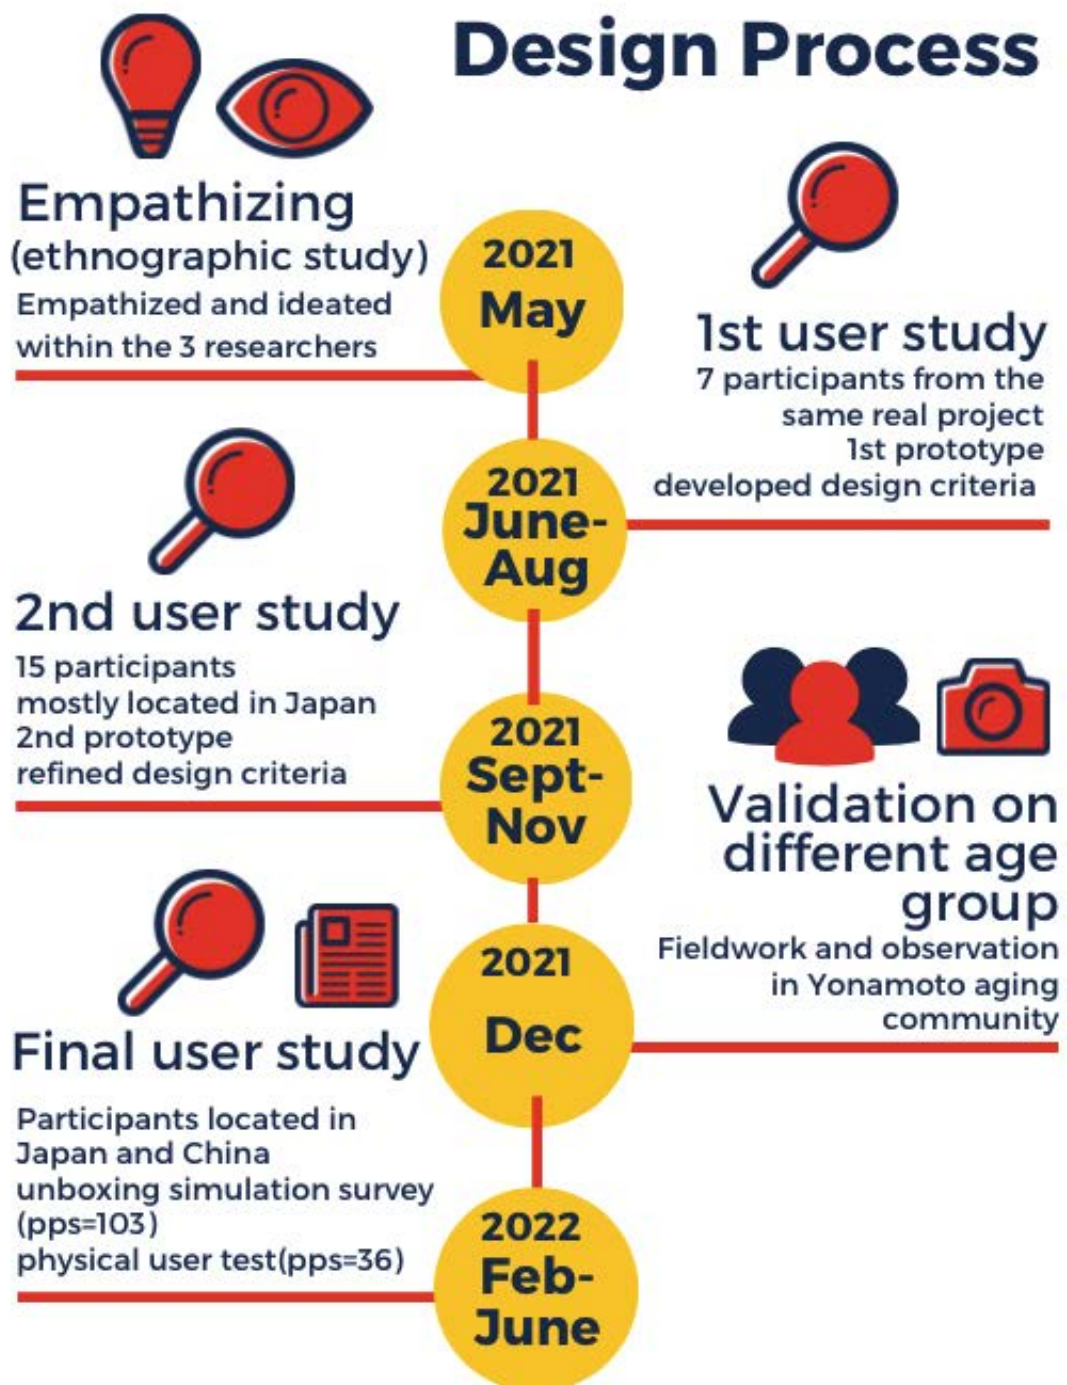 Design Process
Empathizing
(ethnographic study)
Empathized and ideated
within the 3 researchers
2021
May
1st user study
7 participants from the
same real project
1st prototype
developed design criteria
2021
June-
Aug
2nd user study
15 participants
mostly located in Japan
2nd prototype
refined design criteria
2021
Sept-
Nov
Validation on
different age
group
Fieldwork and observation
in Yonamoto aging
community
2021
Dec
Final user study
Participants located in
Japan and China
unboxing simulation survey
(pps=103)
physical user test(pps=36)
2022
Feb-
June